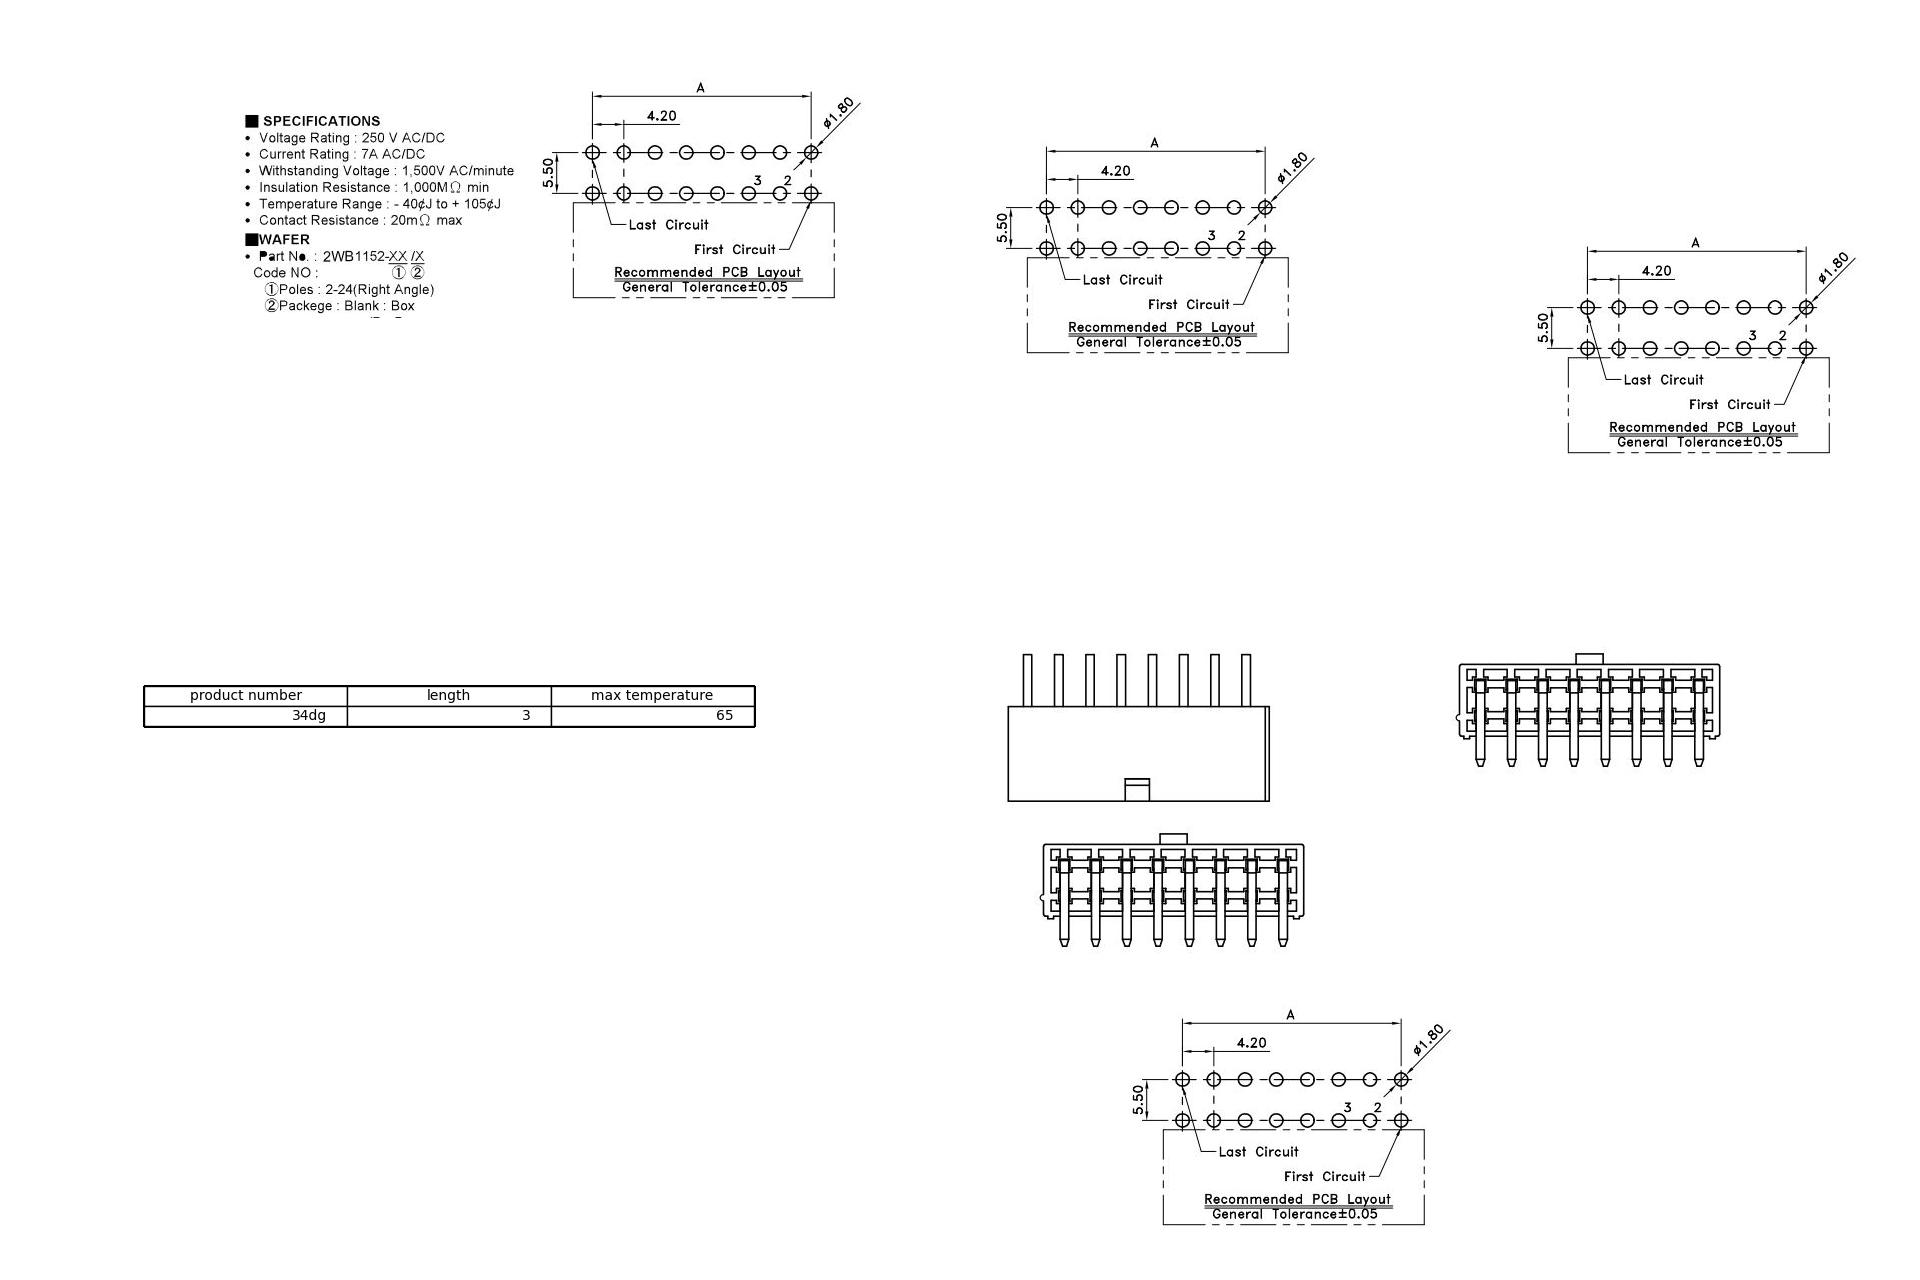 ■ SPECIFICATIONS
• Voltage Rating : 250 V AC/DC
• Current Rating : 7A AC/DC
• Withstanding Voltage : 1,500V AC/minute
• Insulation Resistance : 1,000MΩ min
• Temperature Range : - 40¢J to + 105¢J
• Contact Resistance : 20mΩ max
■WAFER
• Part No. : 2WB1152-XX /X
Code NO : ① ②
①Poles : 2-24(Right Angle)
②Packege : Blank : Box
A
4.20
ø1.80
5.50
3 2
Last Circuit
First Circuit
Recommended PCB Layout
General Tolerance±0.05
A
4.20
ø1.80
5.50
3 2
Last Circuit
First Circuit
Recommended PCB Layout
General Tolerance±0.05
A
4.20
ø1.80
5.50
3 2
Last Circuit
First Circuit
Recommended PCB Layout
General Tolerance±0.05
product number length max temperature
34dg 3 65
A
4.20
ø1.80
5.50
3 2
Last Circuit
First Circuit
Recommended PCB Layout
General Tolerance±0.05